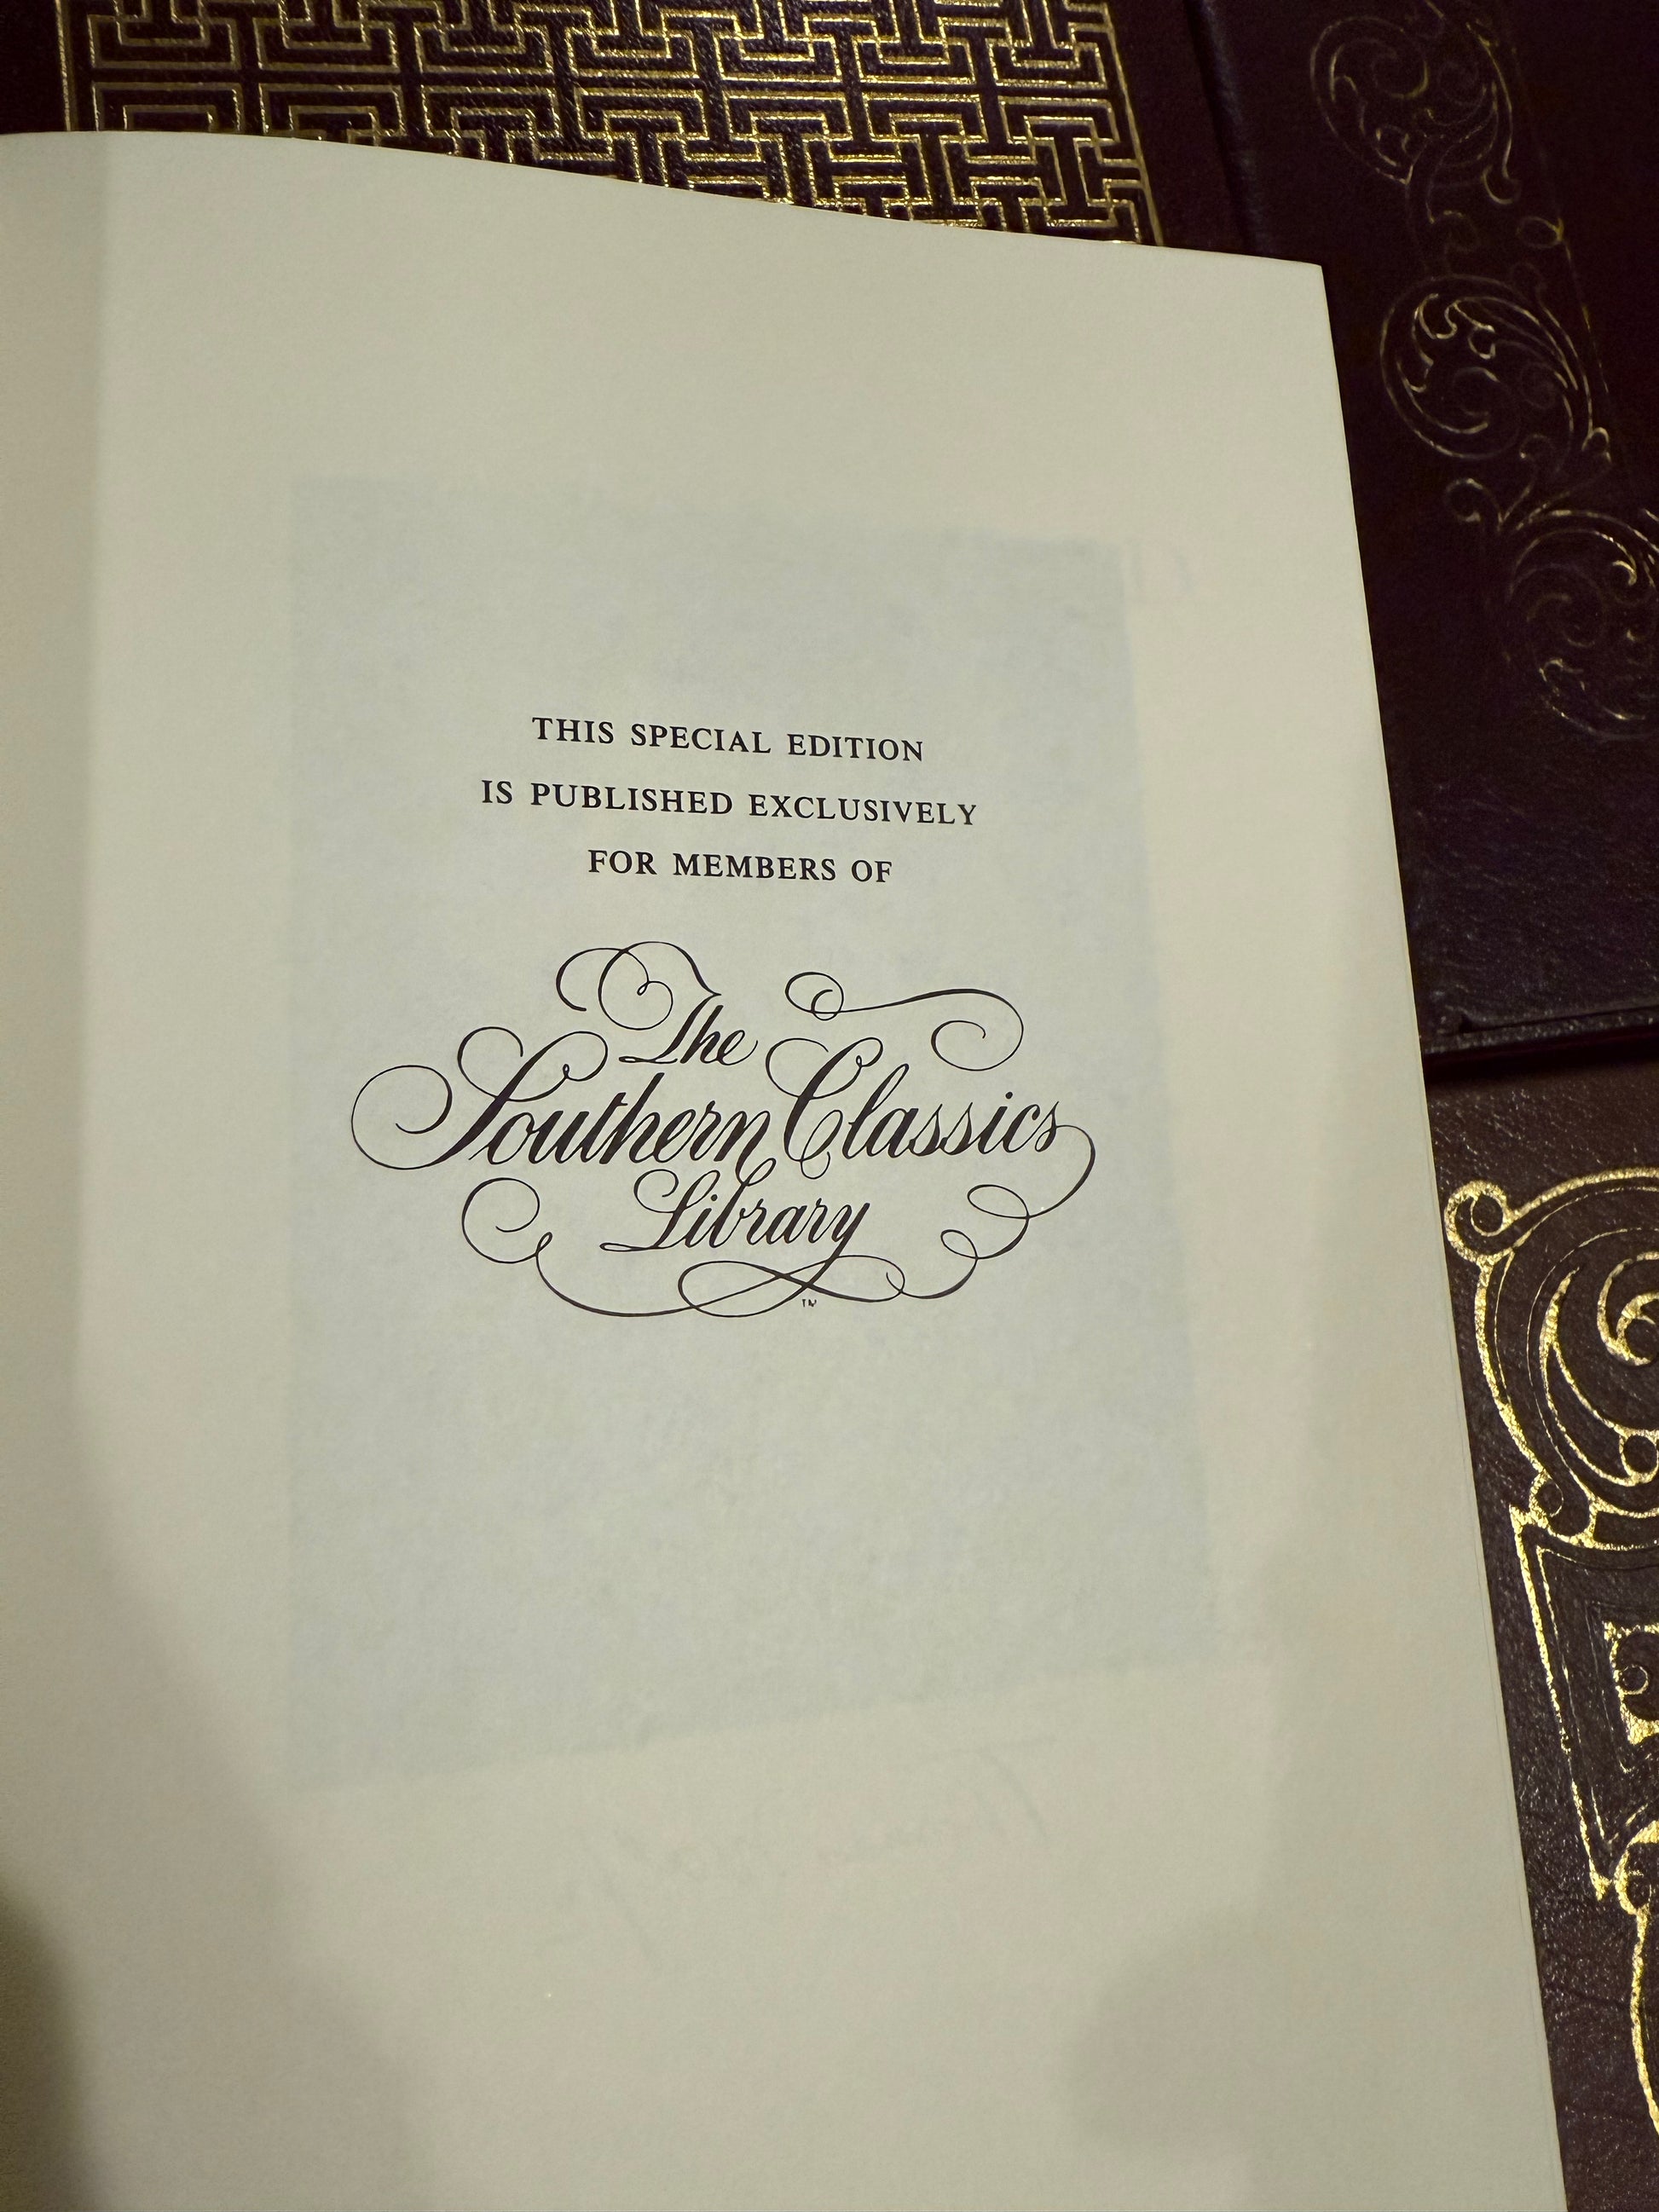 THIS SPECIAL EDITION
IS PUBLISHED EXCLUSIVELY
FOR MEMBERS OF
The
Southern Classics
Library
TM